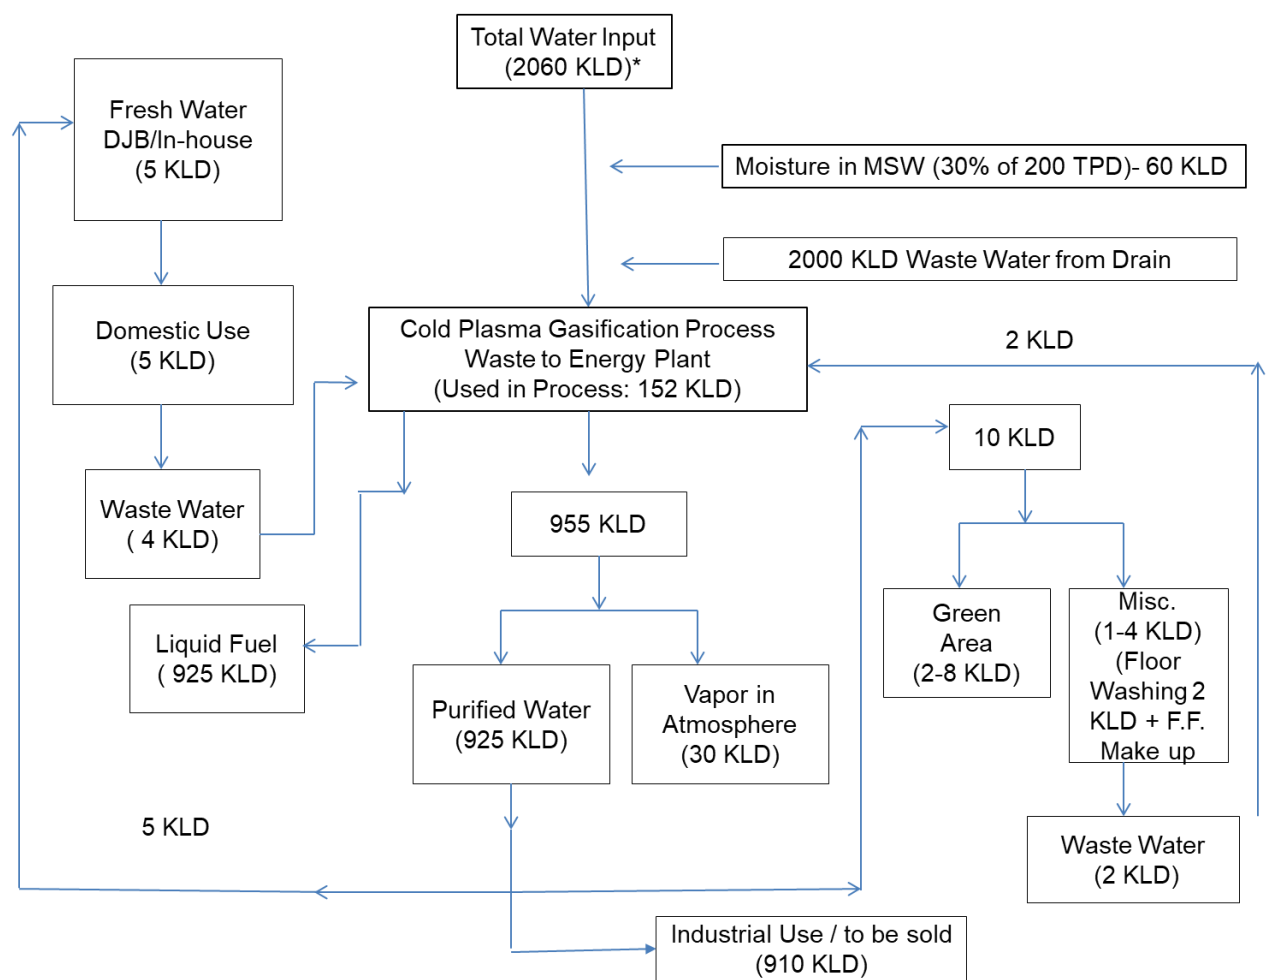 Total Water Input
(2060 KLD)*
Fresh Water
DJB/In-house
(5 KLD)
Moisture in MSW (30% of 200 TPD)- 60 KLD
2000 KLD Waste Water from Drain
Domestic Use
(5 KLD)
Cold Plasma Gasification Process
Waste to Energy Plant
(Used in Process: 152 KLD)
2 KLD
10 KLD
Waste Water
( 4 KLD)
955 KLD
Liquid Fuel
( 925 KLD)
Purified Water
(925 KLD)
Vapor in
Atmosphere
(30 KLD)
Green
Area
(2-8 KLD)
Misc.
(1-4 KLD)
(Floor
Washing 2
KLD + F.F.
Make up
5 KLD
Waste Water
(2 KLD)
Industrial Use / to be sold
(910 KLD)